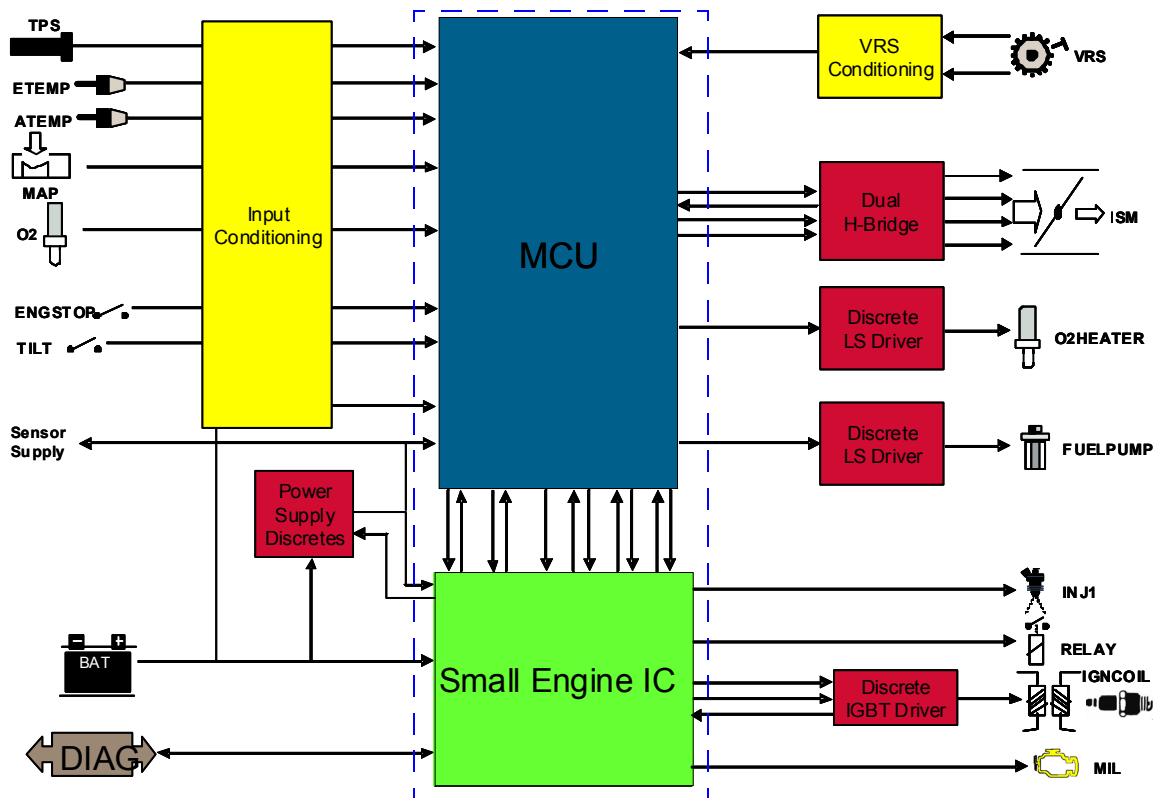 TPS
ETEMP
ATEMP
MAP
O2
ENGSTOP
TILT
Sensor
Supply
Input
Conditioning
Power
Supply
Discretes
BAT
DIAG
MCU
Small Engine IC
VRS
Conditioning
VRS
Dual
H-Bridge
ISM
Discrete
LS Driver
O2HEATER
Discrete
LS Driver
FUELPUMP
INJ1
RELAY
IGNCOIL
Discrete
IGBT Driver
MIL